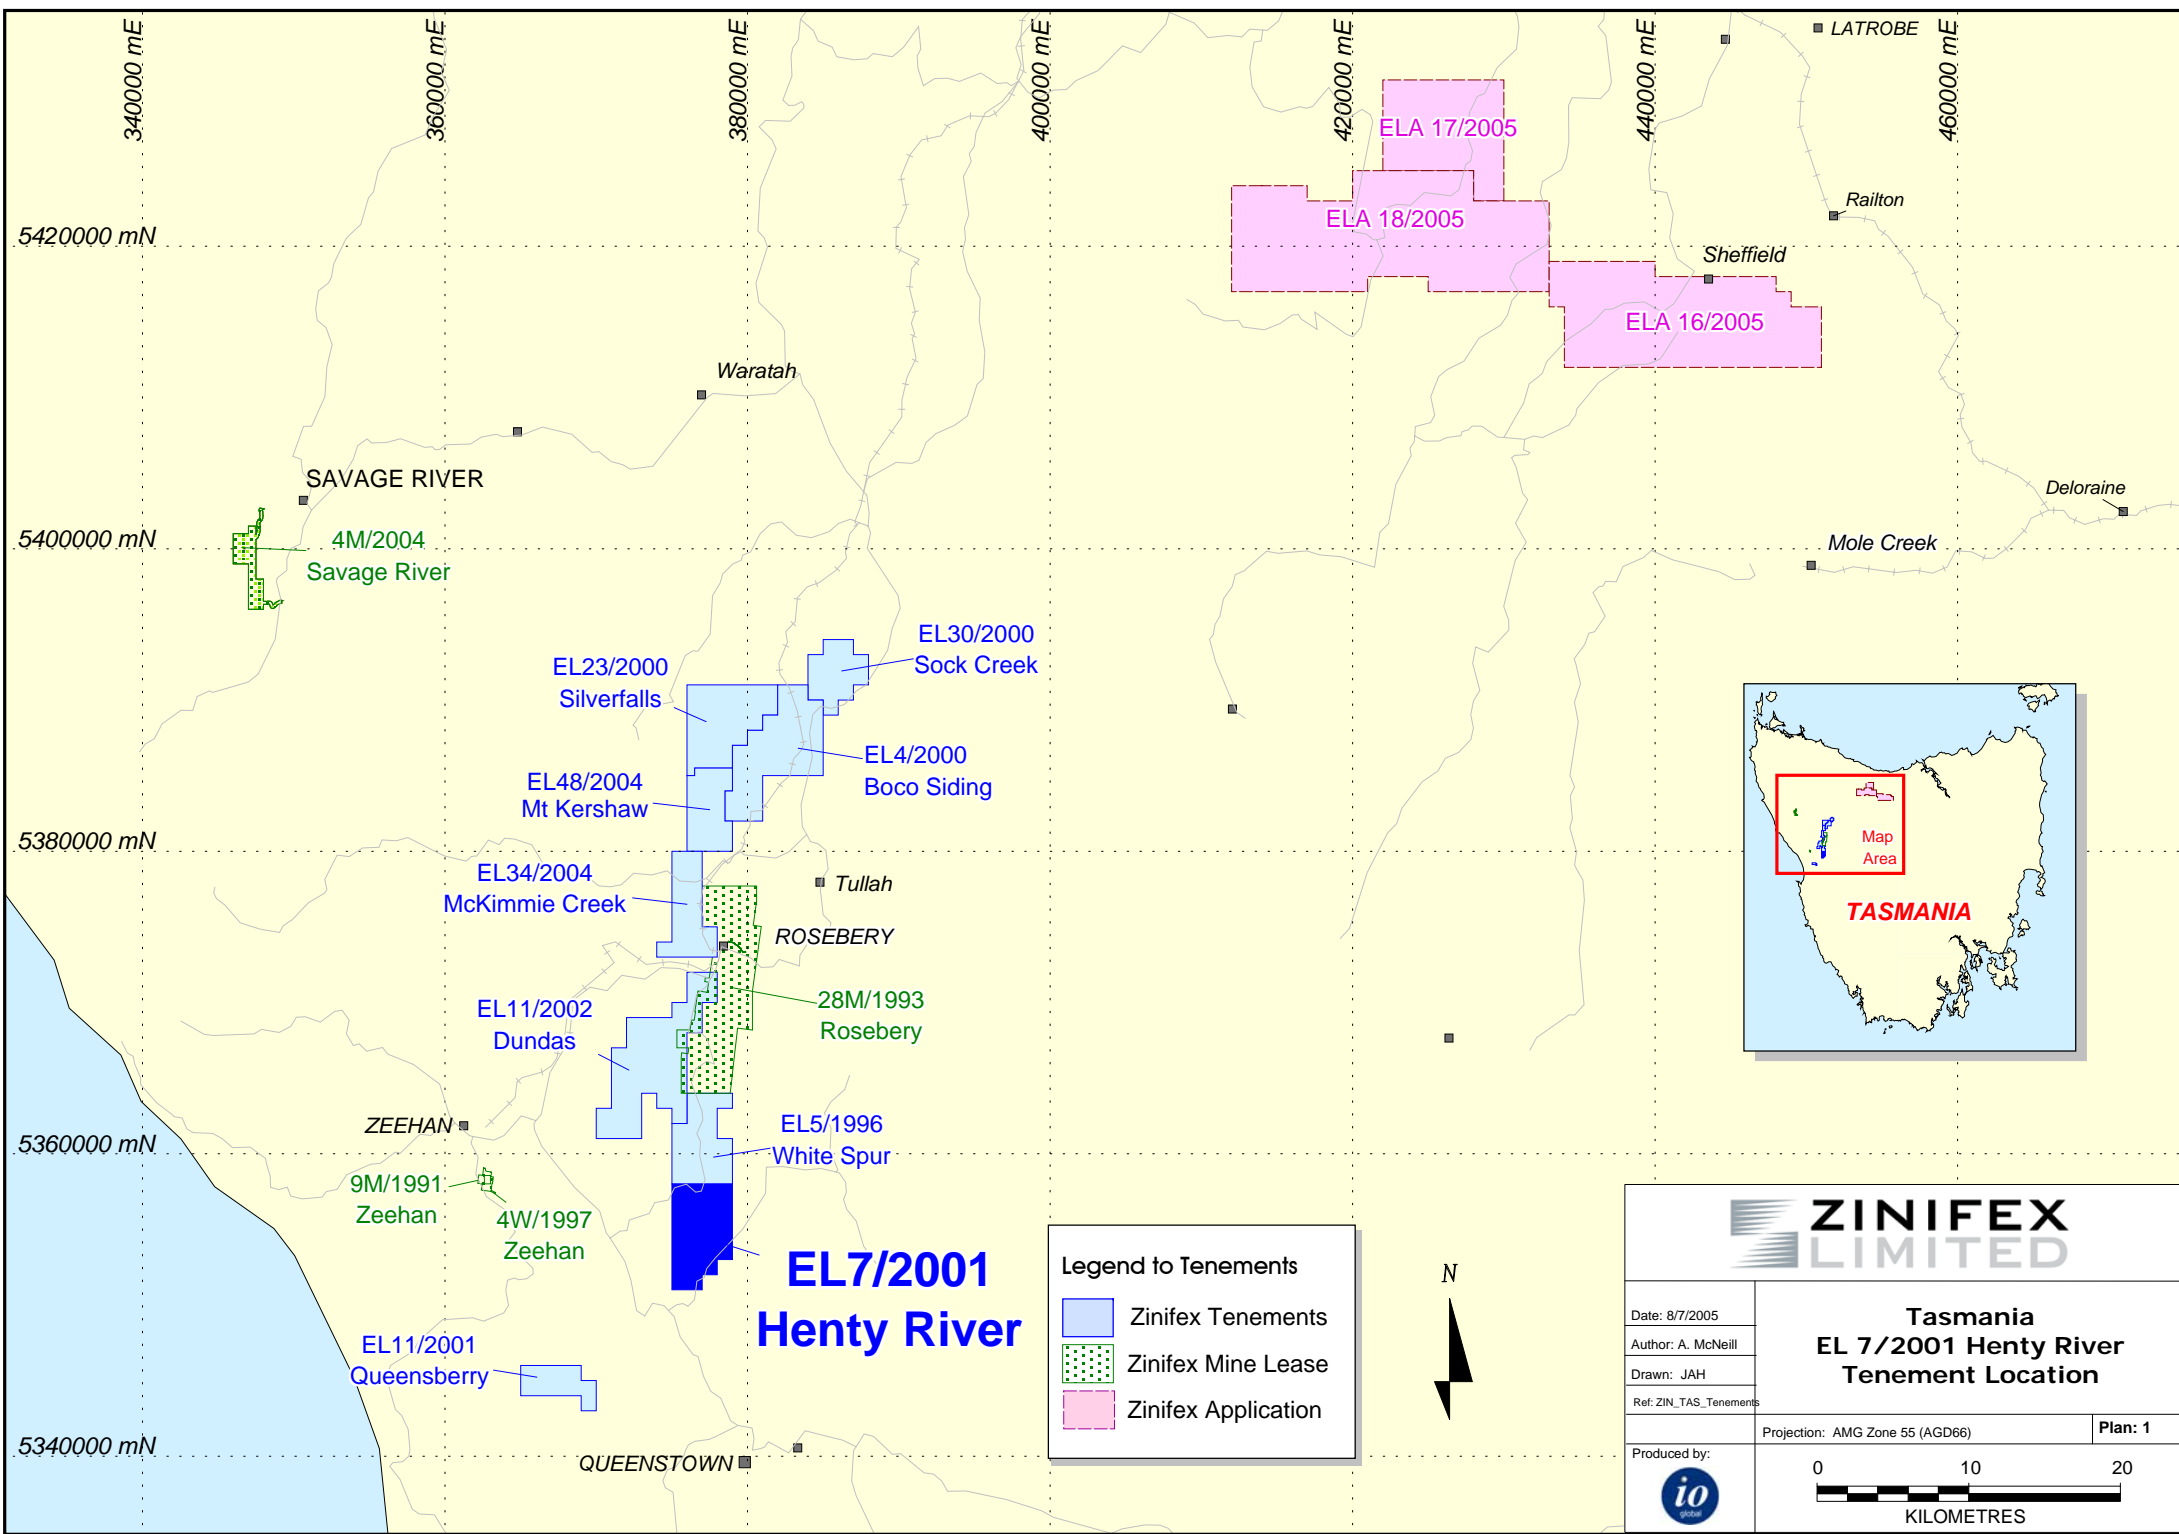 340000 mE
360000 mE
380000 mE
400000 mE
420000 mE
440000 mE
460000 mE
LATROBE
ELA 17/2005
Railton
ELA 18/2005
5420000 mN
Sheffield
ELA 16/2005
Waratah
SAVAGE RIVER
Deloraine
4M/2004
Savage River
5400000 mN
Mole Creek
EL30/2000
Sock Creek
EL23/2000
Silverfalls
EL4/2000
Boco Siding
EL48/2004
Mt Kershaw
5380000 mN
Map
Area
TASMANIA
EL34/2004
McKimmie Creek
Tullah
ROSEBERY
28M/1993
Rosebery
EL11/2002
Dundas
ZEEHAN
EL5/1996
White Spur
5360000 mN
9M/1991
Zeehan
4W/1997
Zeehan
EL7/2001
Henty River
EL11/2001
Queensberry
5340000 mN
QUEENSTOWN
Legend to Tenements
Zinifex Tenements
Zinifex Mine Lease
Zinifex Application
N
ZINIFEX
LIMITED
Date: 8/7/2005
Author: A. McNeill
Drawn: JAH
Ref: ZIN_TAS_Tenements
Tasmania
EL 7/2001 Henty River
Tenement Location
Projection: AMG Zone 55 (AGD66)
Plan: 1
Produced by:
io
global
0 10 20
KILOMETRES